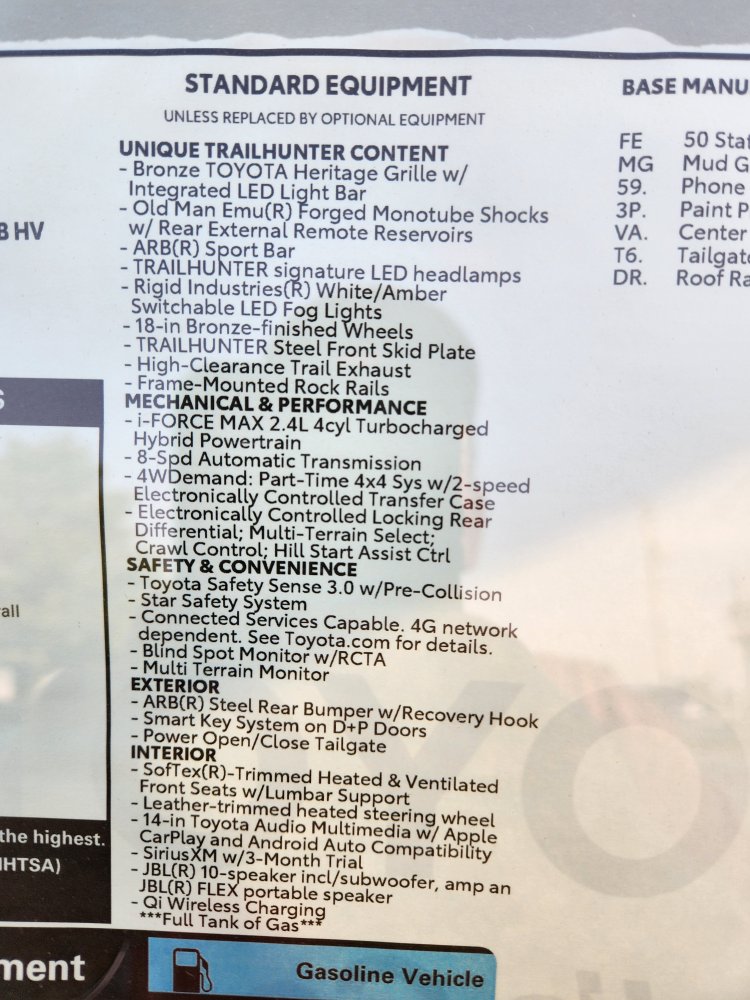 STANDARD EQUIPMENT
UNLESS REPLACED BY OPTIONAL EQUIPMENT
UNIQUE TRAILHUNTER CONTENT
- Bronze TOYOTA Heritage Grille w/
Integrated LED Light Bar
- Old Man Emu(R) Forged Monotube Shocks
w/ Rear External Remote Reservoirs
- ARB(R) Sport Bar
- TRAILHUNTER signature LED headlamps
- Rigid Industries(R) White/Amber
Switchable LED Fog Lights
- 18-in Bronze-finished Wheels
- TRAILHUNTER Steel Front Skid Plate
- High-Clearance Trail Exhaust
- Frame-Mounted Rock Rails
MECHANICAL & PERFORMANCE
- i-FORCE MAX 2.4L 4cyl Turbocharged
Hybrid Powertrain
- 8-Spd Automatic Transmission
- 4WDemand: Part-Time 4x4 Sys w/2-speed
Electronically Controlled Transfer Case
- Electronically Controlled Locking Rear
Differential; Multi-Terrain Select;
Crawl Control; Hill Start Assist Ctrl
SAFETY & CONVENIENCE
- Toyota Safety Sense 3.0 w/Pre-Collision
- Star Safety System
- Connected Services Capable. 4G network
dependent. See Toyota.com for details.
- Blind Spot Monitor w/RCTA
- Multi Terrain Monitor
EXTERIOR
- ARB(R) Steel Rear Bumper w/Recovery Hook
- Smart Key System on D+P Doors
- Power Open/Close Tailgate
INTERIOR
- SofTex(R)-Trimmed Heated & Ventilated
Front Seats w/Lumbar Support
- Leather-trimmed heated steering wheel
- 14-in Toyota Audio Multimedia w/ Apple
CarPlay and Android Auto Compatibility
- SiriusXM w/3-Month Trial
- JBL(R) 10-speaker incl/subwoofer, amp an
JBL(R) FLEX portable speaker
- Qi Wireless Charging
***Full Tank of Gas***
BASE MANU
FE 50 Stat
MG Mud G
59. Phone
3P. Paint P
VA. Center
T6. Tailgate
DR. Roof Ra
B HV
S
all
the highest.
HTSA)
ment
Gasoline Vehicle